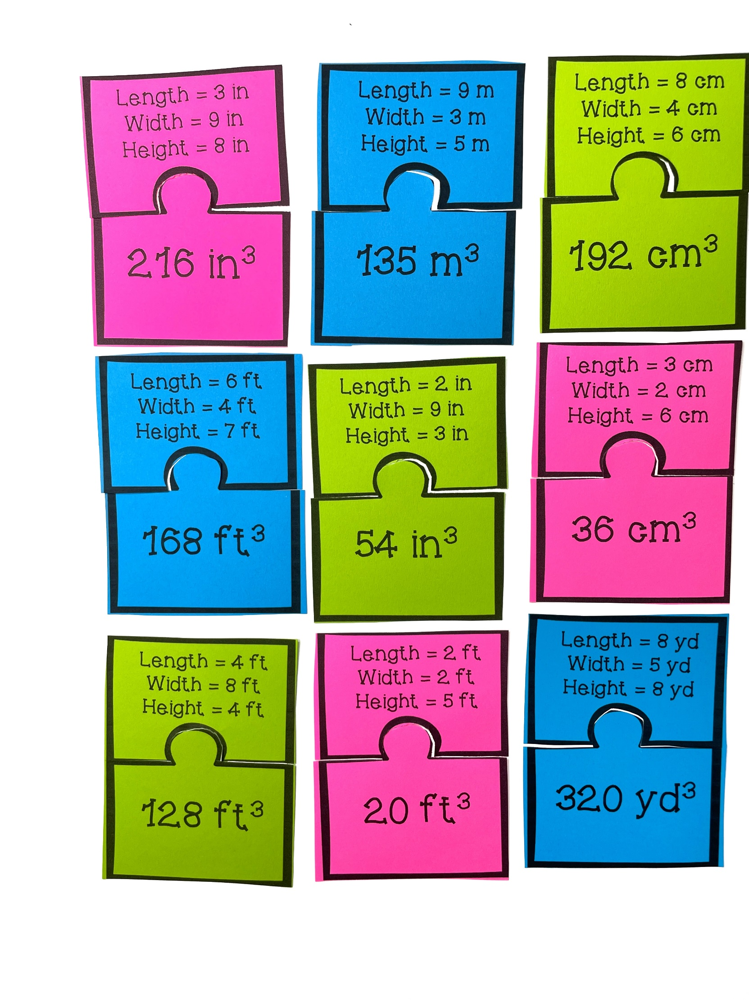 Length = 3 in
Width = 9 in
Height = 8 in
216 in³
Length = 9 m
Width = 3 m
Height = 5 m
135 m³
Length = 8 cm
Width = 4 cm
Height = 6 cm
192 cm³
Length = 6 ft
Width = 4 ft
Height = 7 ft
168 ft³
Length = 2 in
Width = 9 in
Height = 3 in
54 in³
Length = 3 cm
Width = 2 cm
Height = 6 cm
36 cm³
Length = 4 ft
Width = 8 ft
Height = 4 ft
128 ft³
Length = 2 ft
Width = 2 ft
Height = 5 ft
20 ft³
Length = 8 yd
Width = 5 yd
Height = 8 yd
320 yd³